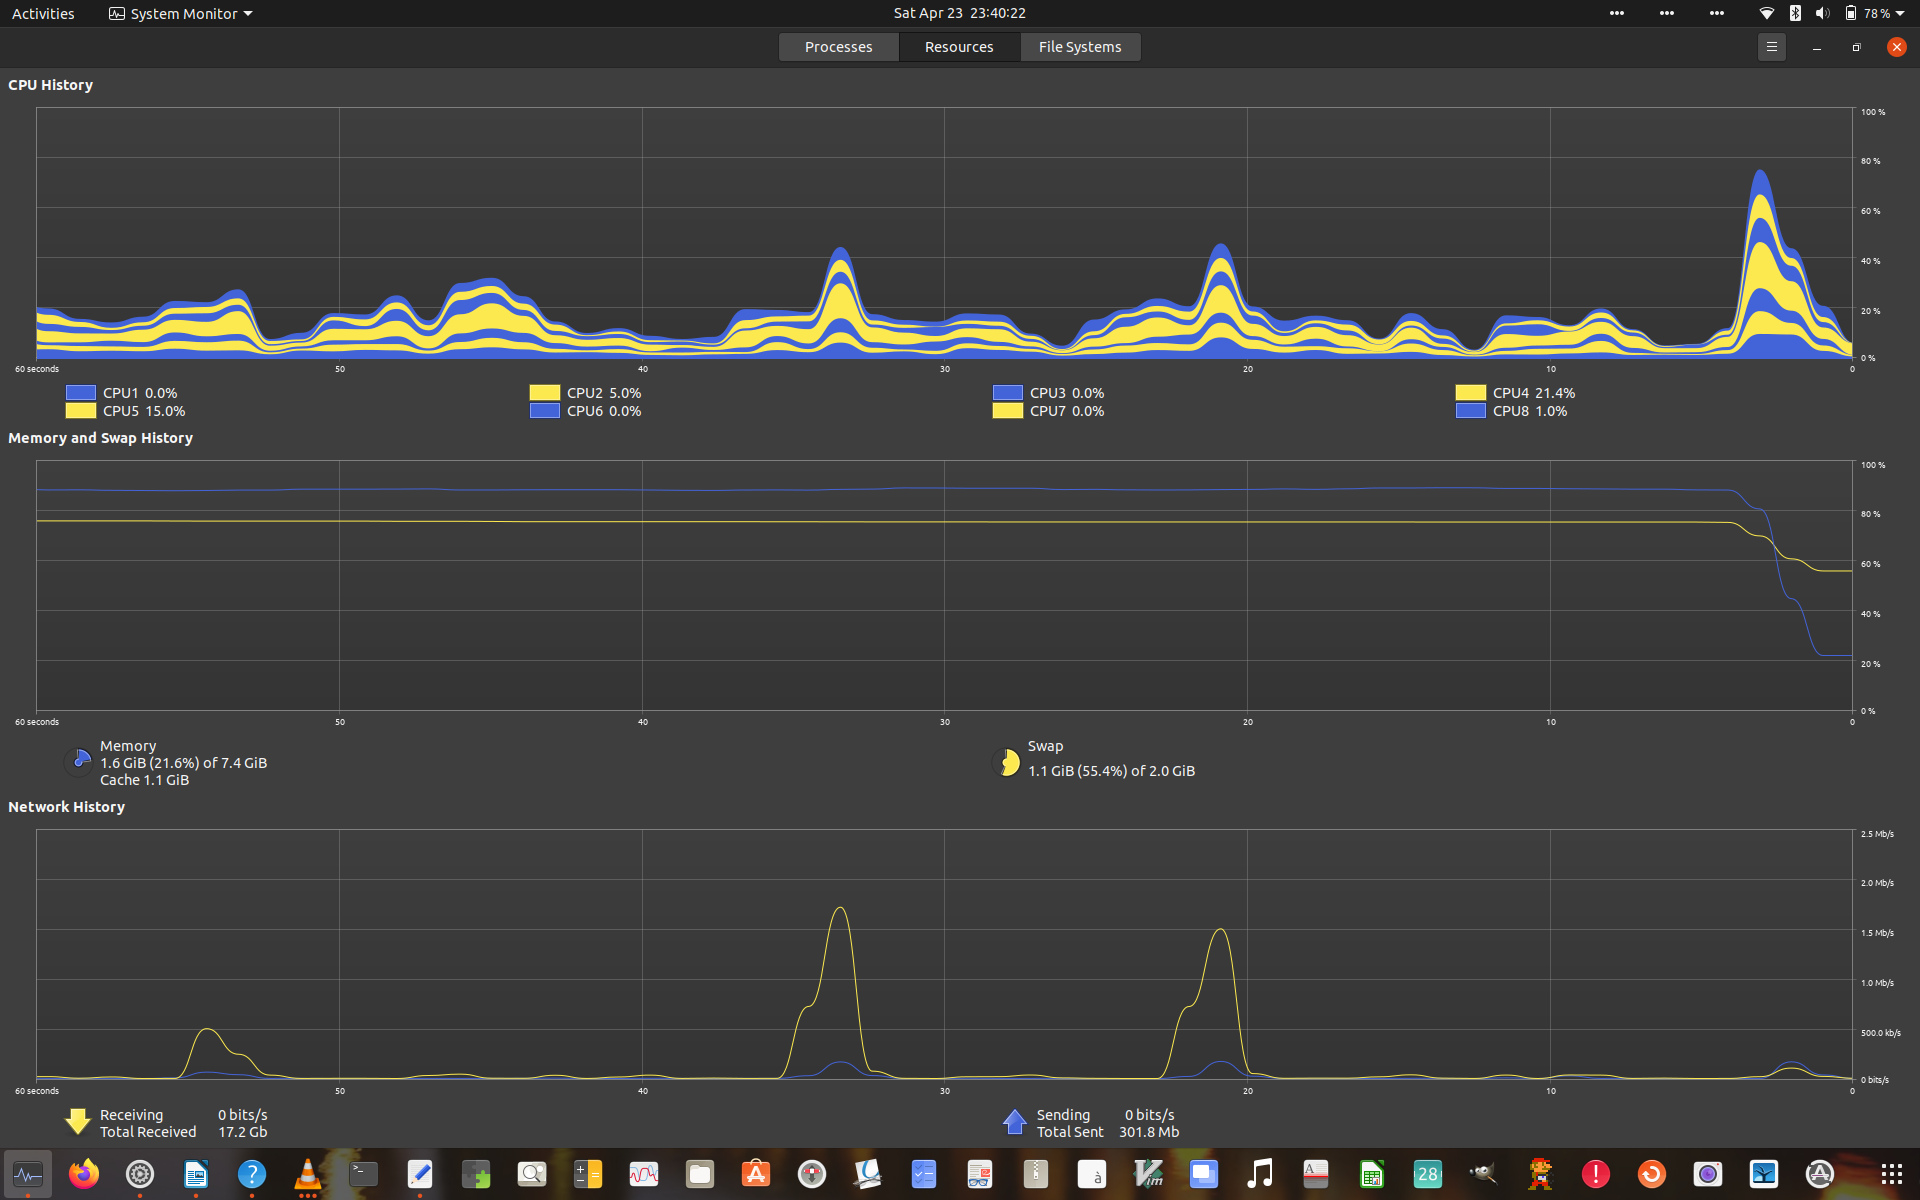 Activities System Monitor Sat Apr 23 23:40:22 78 %
Processes Resources File Systems
CPU History
100 %
80 %
60 %
40 %
20 %
0 %
60 seconds 50 40 30 20 10 0
CPU1 0.0% CPU2 5.0% CPU3 0.0% CPU4 21.4%
CPU5 15.0% CPU6 0.0% CPU7 0.0% CPU8 1.0%
Memory and Swap History
100 %
80 %
60 %
40 %
20 %
0 %
60 seconds 50 40 30 20 10 0
Memory
1.6 GiB (21.6%) of 7.4 GiB
Cache 1.1 GiB
Swap
1.1 GiB (55.4%) of 2.0 GiB
Network History
2.5 Mb/s
2.0 Mb/s
1.5 Mb/s
1.0 Mb/s
500.0 kb/s
0 bits/s
60 seconds 50 40 30 20 10 0
Receiving 0 bits/s
Total Received 17.2 Gb
Sending 0 bits/s
Total Sent 301.8 Mb
? >_ à Vim A 28 !